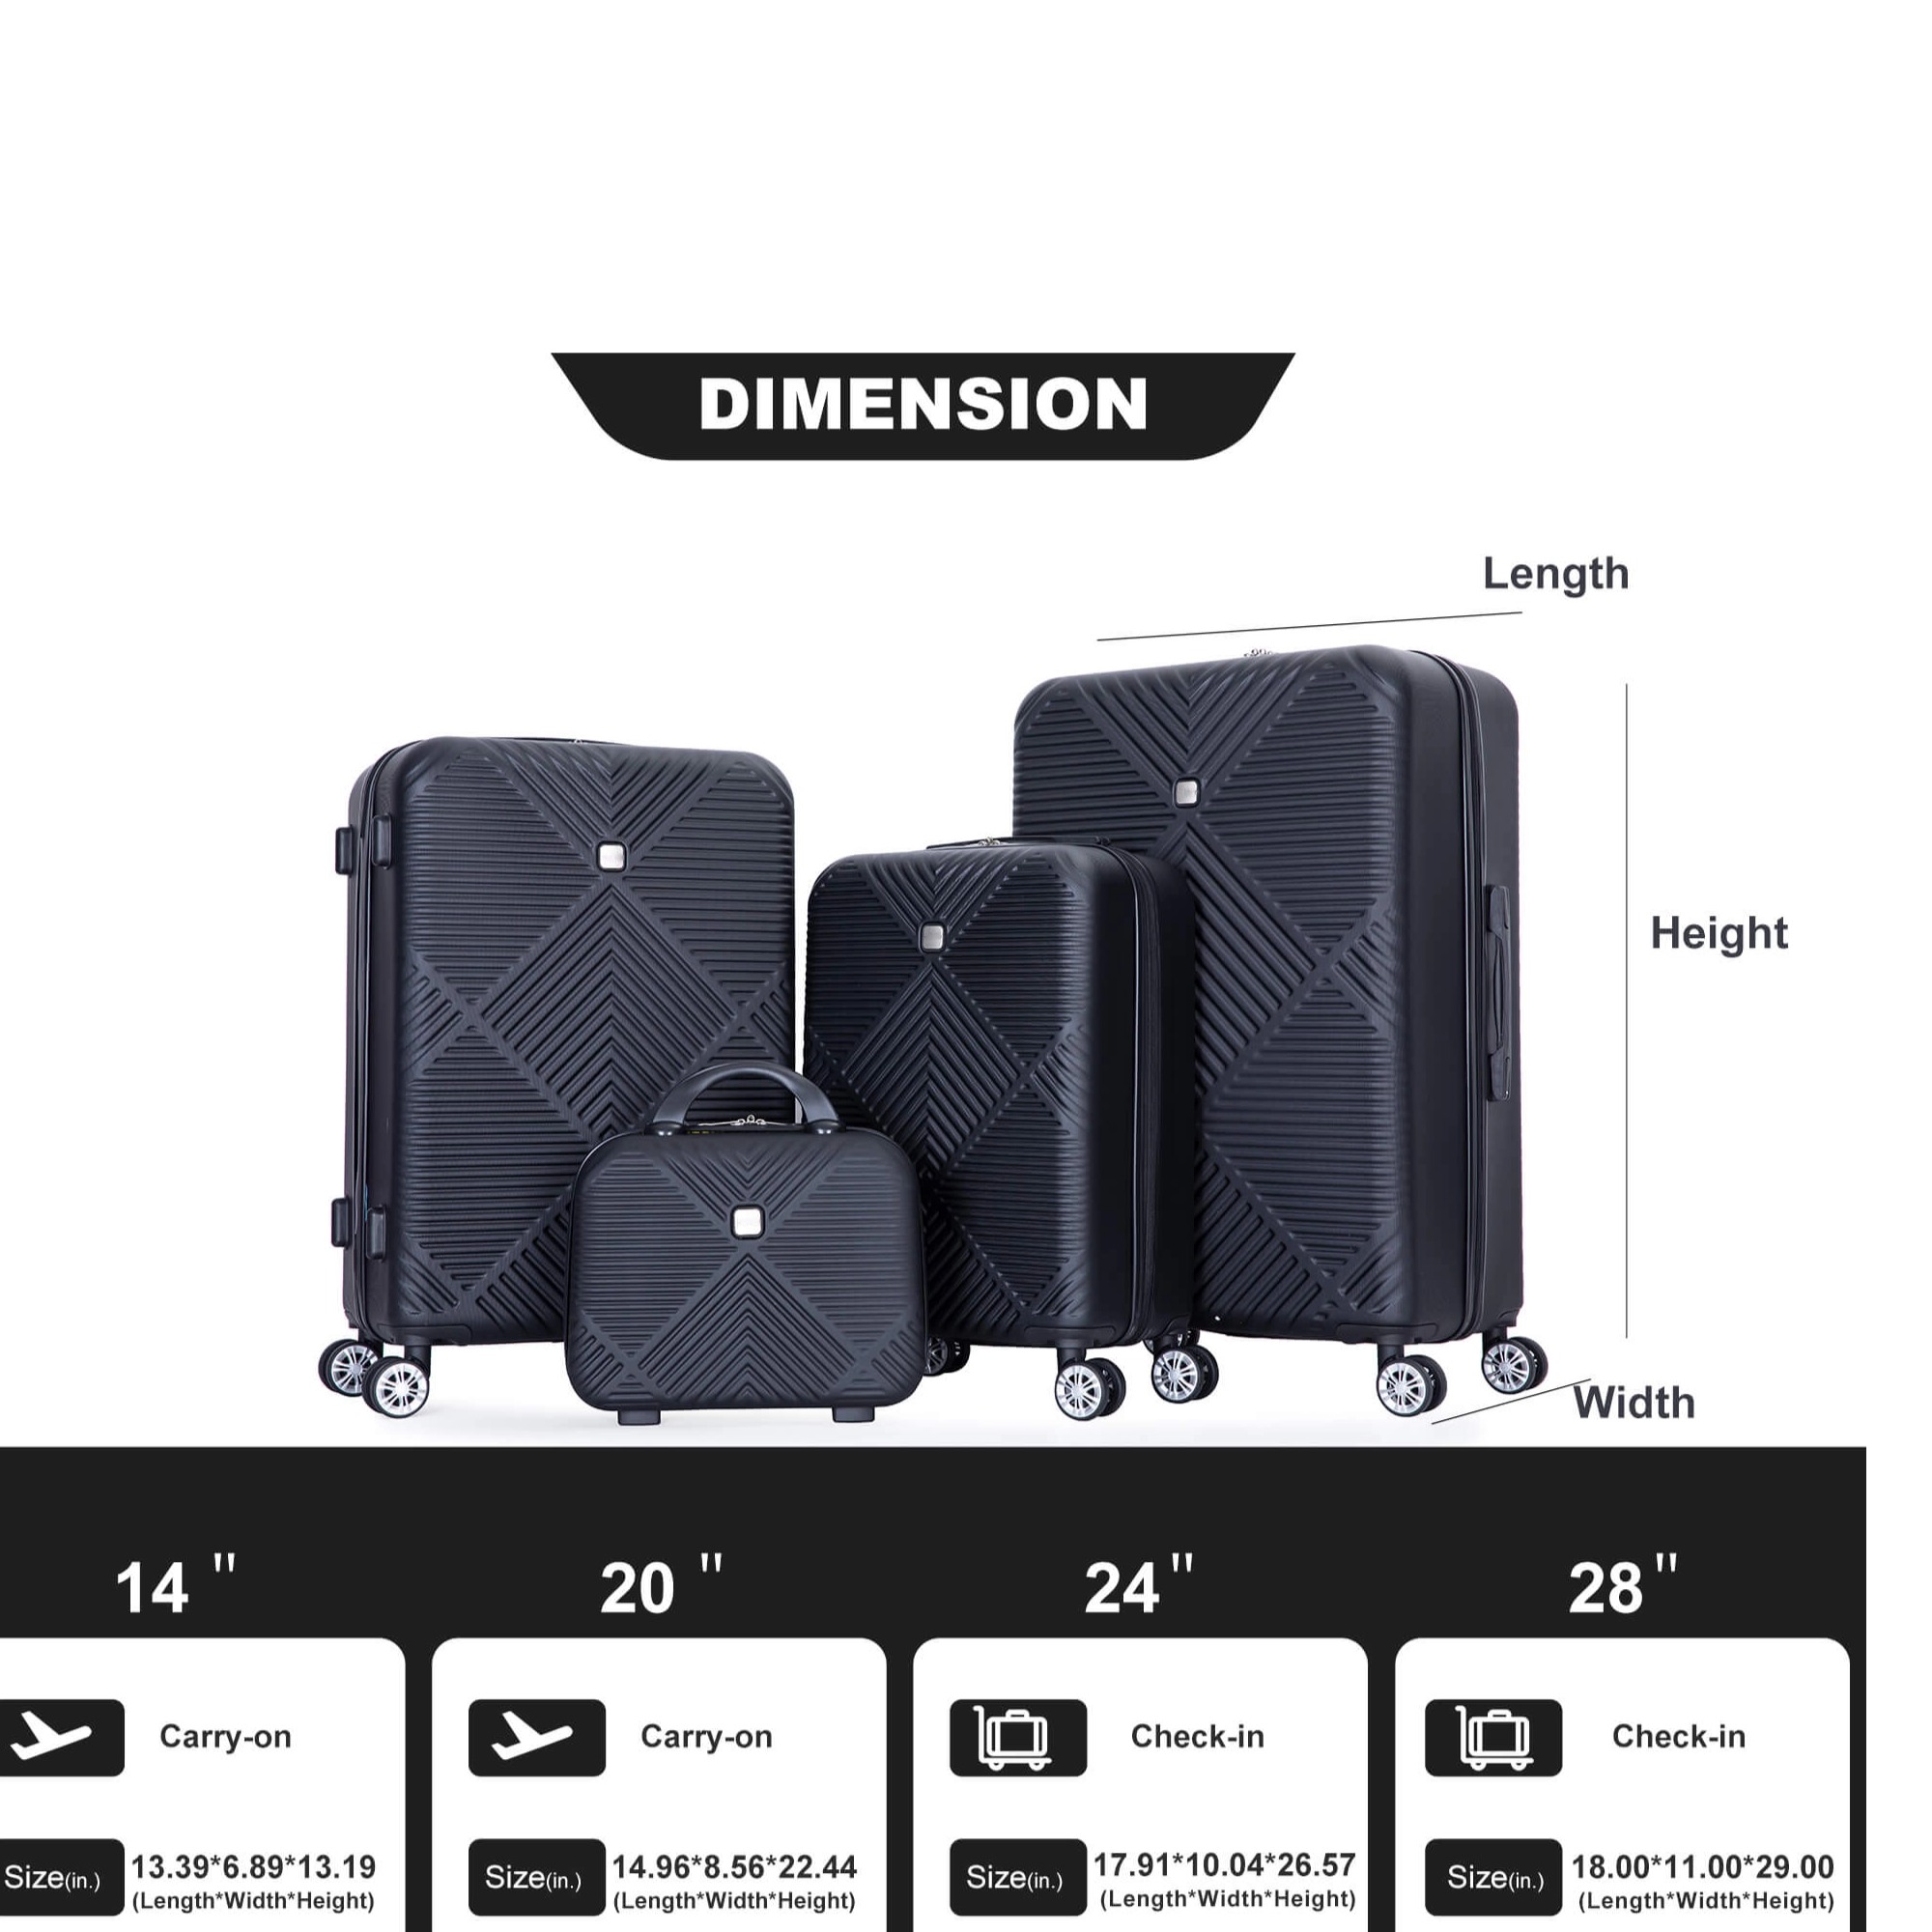 DIMENSION
Length
Height
Width
14 "
20 "
24 "
28 "
Carry-on
Carry-on
Check-in
Check-in
Size(in.) 13.39*6.89*13.19
(Length*Width*Height)
Size(in.) 14.96*8.56*22.44
(Length*Width*Height)
Size(in.) 17.91*10.04*26.57
(Length*Width*Height)
Size(in.) 18.00*11.00*29.00
(Length*Width*Height)